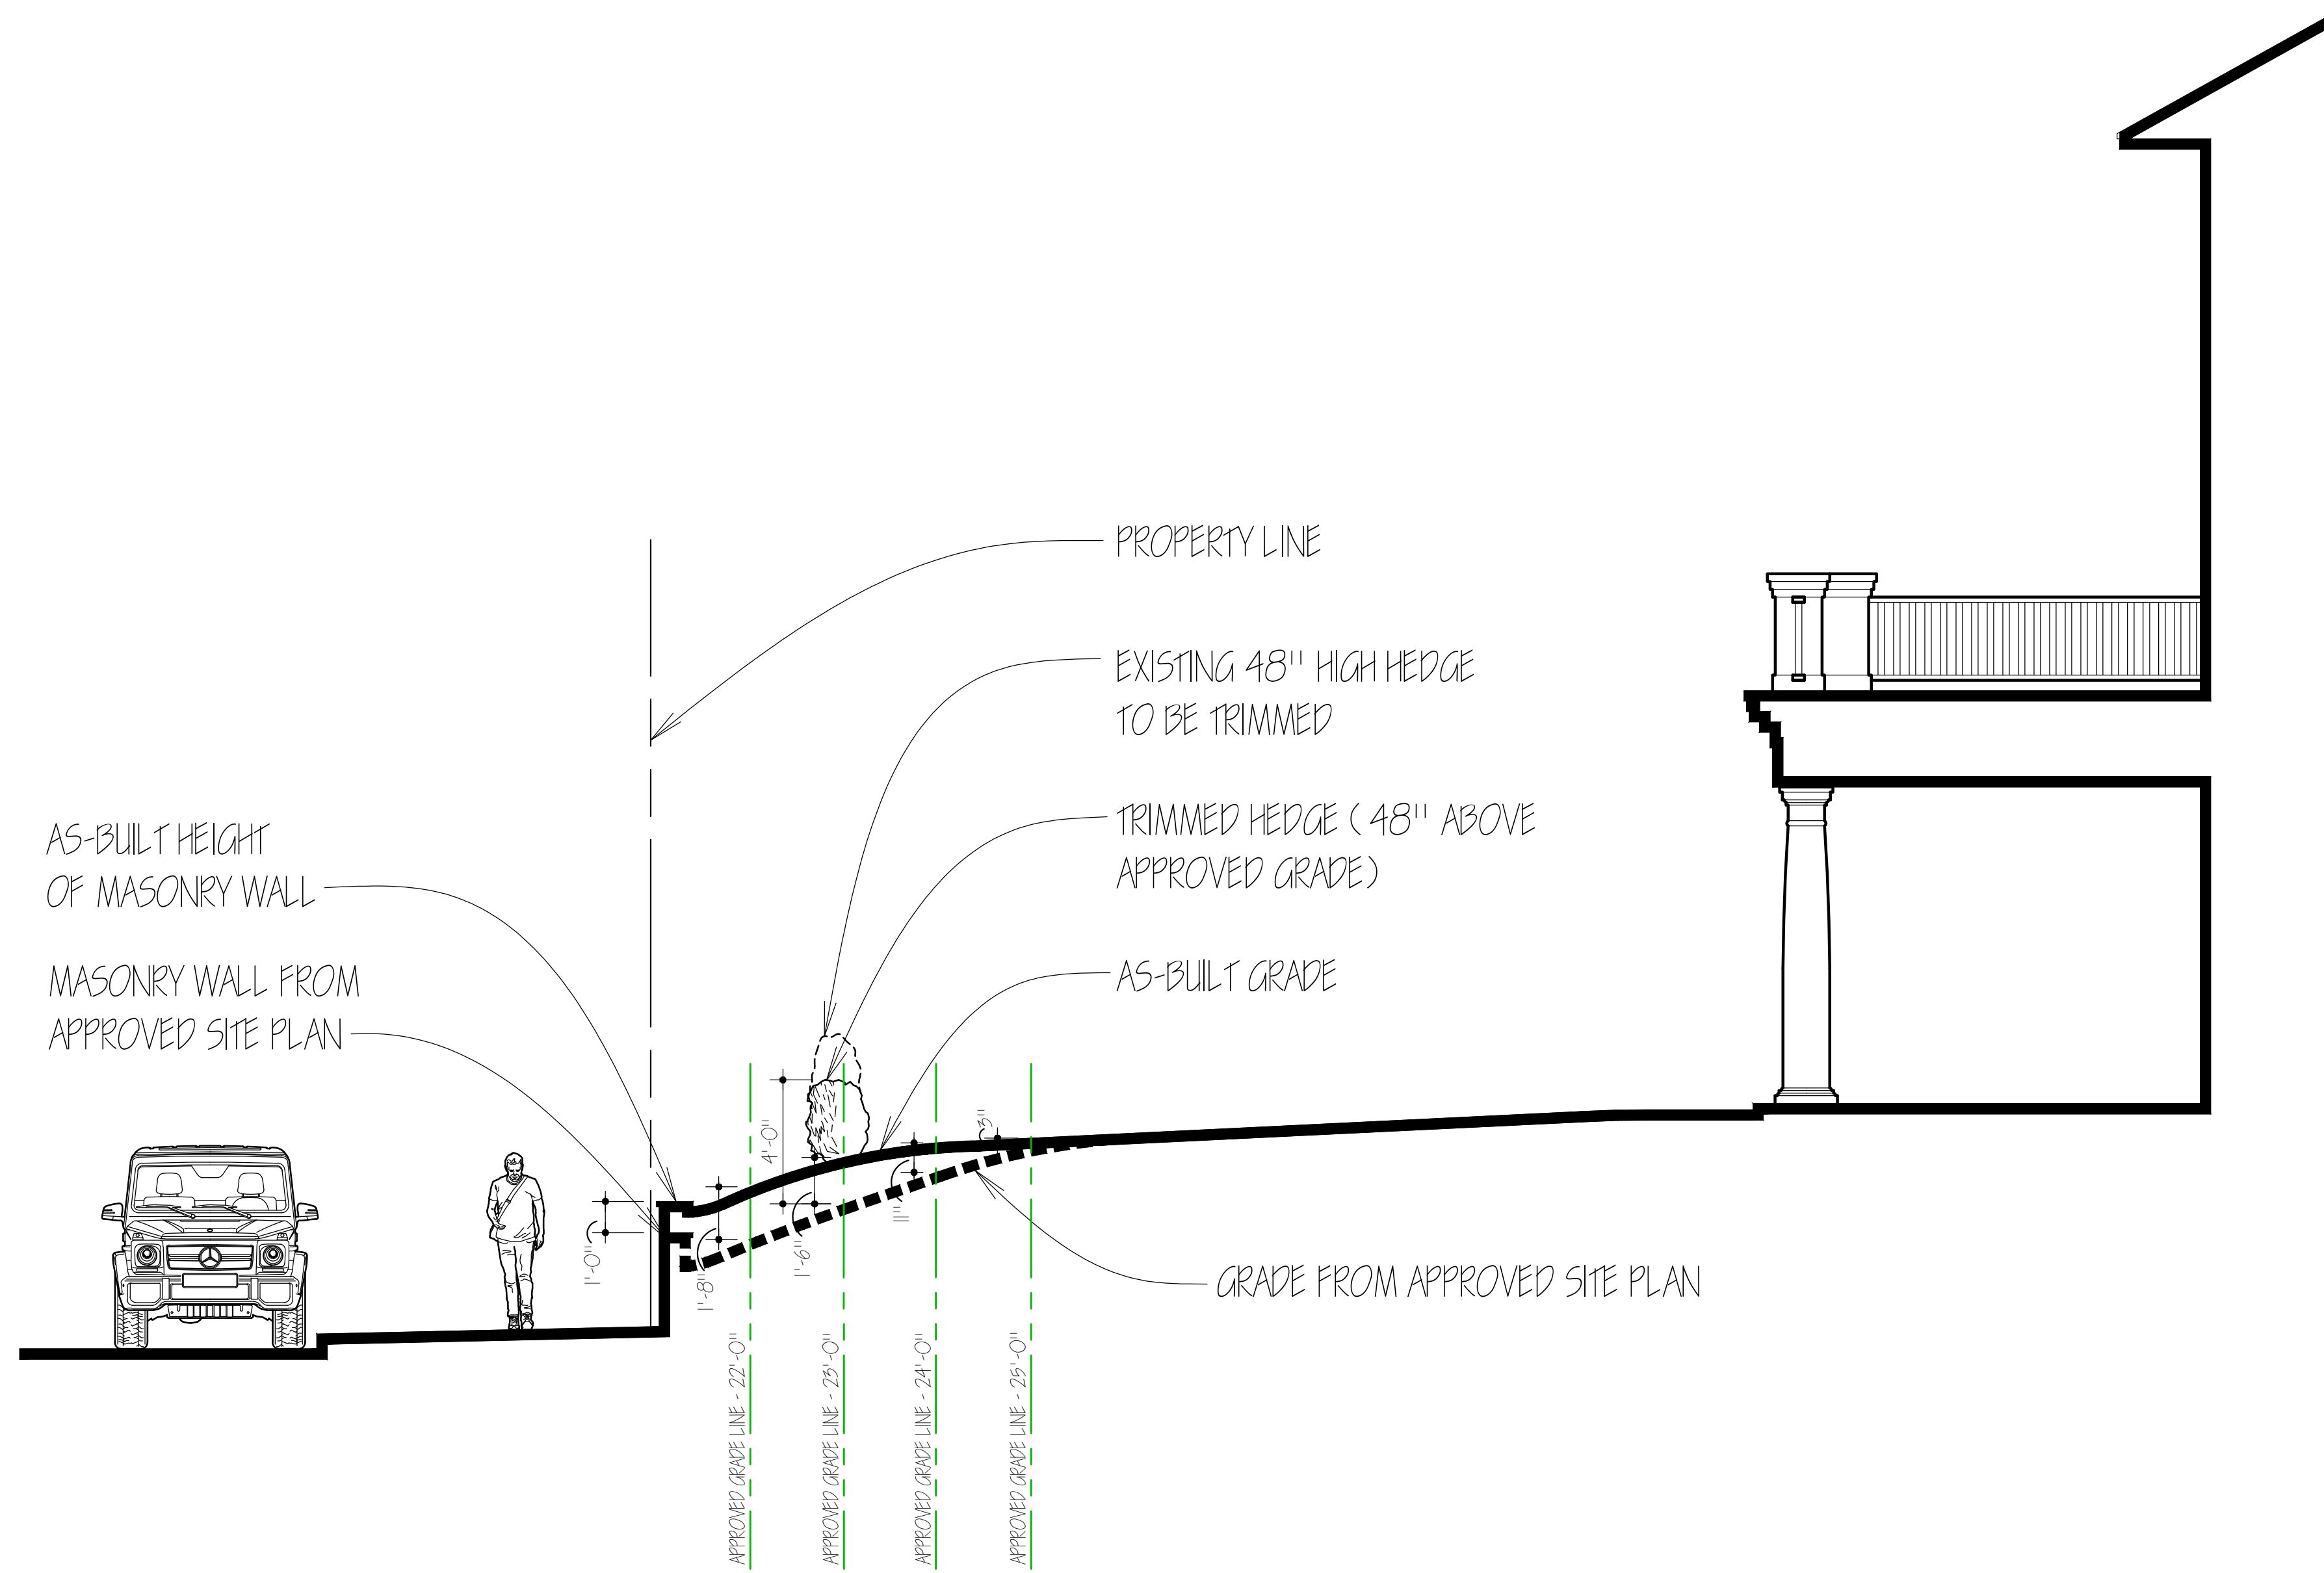 PROPERTY LINE
EXISTING 48" HIGH HEDGE
TO BE TRIMMED
TRIMMED HEDGE (48" ABOVE
APPROVED GRADE)
AS-BUILT HEIGHT
OF MASONRY WALL
MASONRY WALL FROM
APPROVED SITE PLAN
AS-BUILT GRADE
GRADE FROM APPROVED SITE PLAN
1'-0"
1'-8"
4'-0"
1'-6"
11"
3"
APPROVED GRADE LINE - 22'-0"
APPROVED GRADE LINE - 23'-0"
APPROVED GRADE LINE - 24'-0"
APPROVED GRADE LINE - 25'-0"